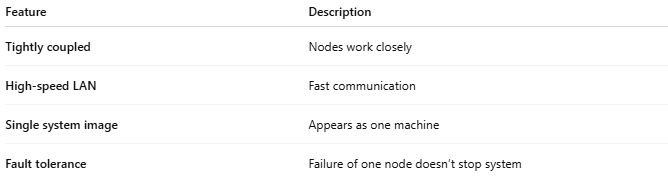 Feature Description
Tightly coupled Nodes work closely
High-speed LAN Fast communication
Single system image Appears as one machine
Fault tolerance Failure of one node doesn't stop system